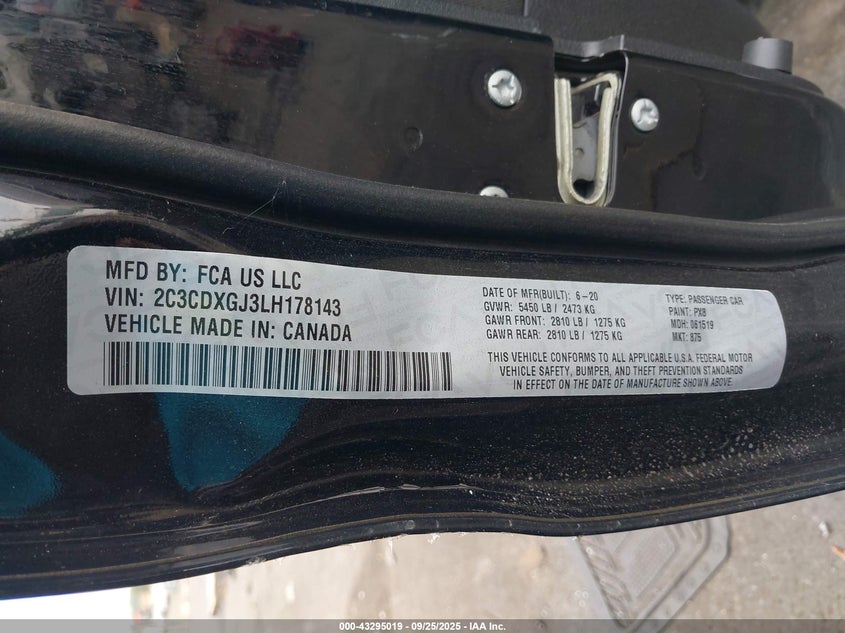 MFD BY: FCA US LLC
VIN: 2C3CDXGJ3LH178143
VEHICLE MADE IN: CANADA
DATE OF MFR(BUILT): 6-20
GVWR: 5450 LB / 2473 KG
GAWR FRONT: 2810 LB / 1275 KG
GAWR REAR: 2810 LB / 1275 KG
TYPE: PASSENGER CAR
PAINT: PX8
MDH: 061519
MKT: 875
THIS VEHICLE CONFORMS TO ALL APPLICABLE U.S.A. FEDERAL MOTOR
VEHICLE SAFETY, BUMPER, AND THEFT PREVENTION STANDARDS
IN EFFECT ON THE DATE OF MANUFACTURE SHOWN ABOVE.
000-43295019 - 09/25/2025 - IAA Inc.